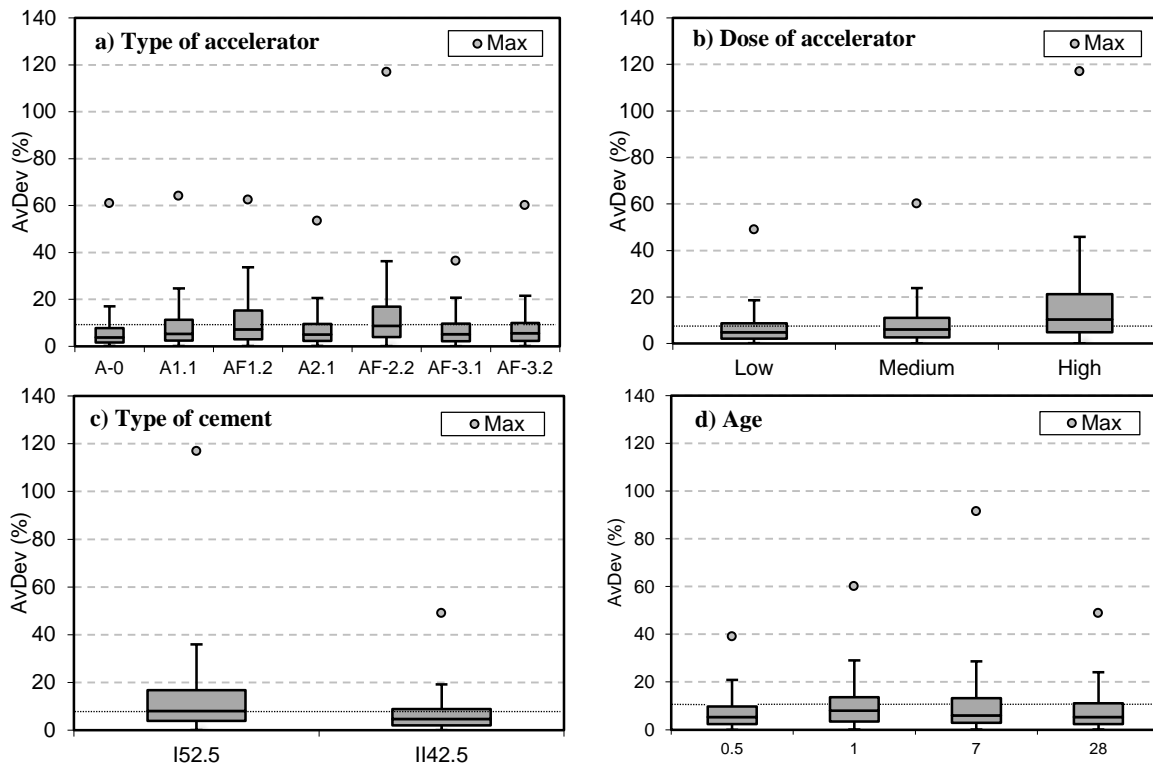 a) Type of accelerator
Max
AvDev (%)
140
120
100
80
60
40
20
0
A-0 A1.1 AF1.2 A2.1 AF-2.2 AF-3.1 AF-3.2
b) Dose of accelerator
Max
AvDev (%)
140
120
100
80
60
40
20
0
Low Medium High
c) Type of cement
Max
AvDev (%)
140
120
100
80
60
40
20
0
I52.5 II42.5
d) Age
Max
AvDev (%)
140
120
100
80
60
40
20
0
0.5 1 7 28